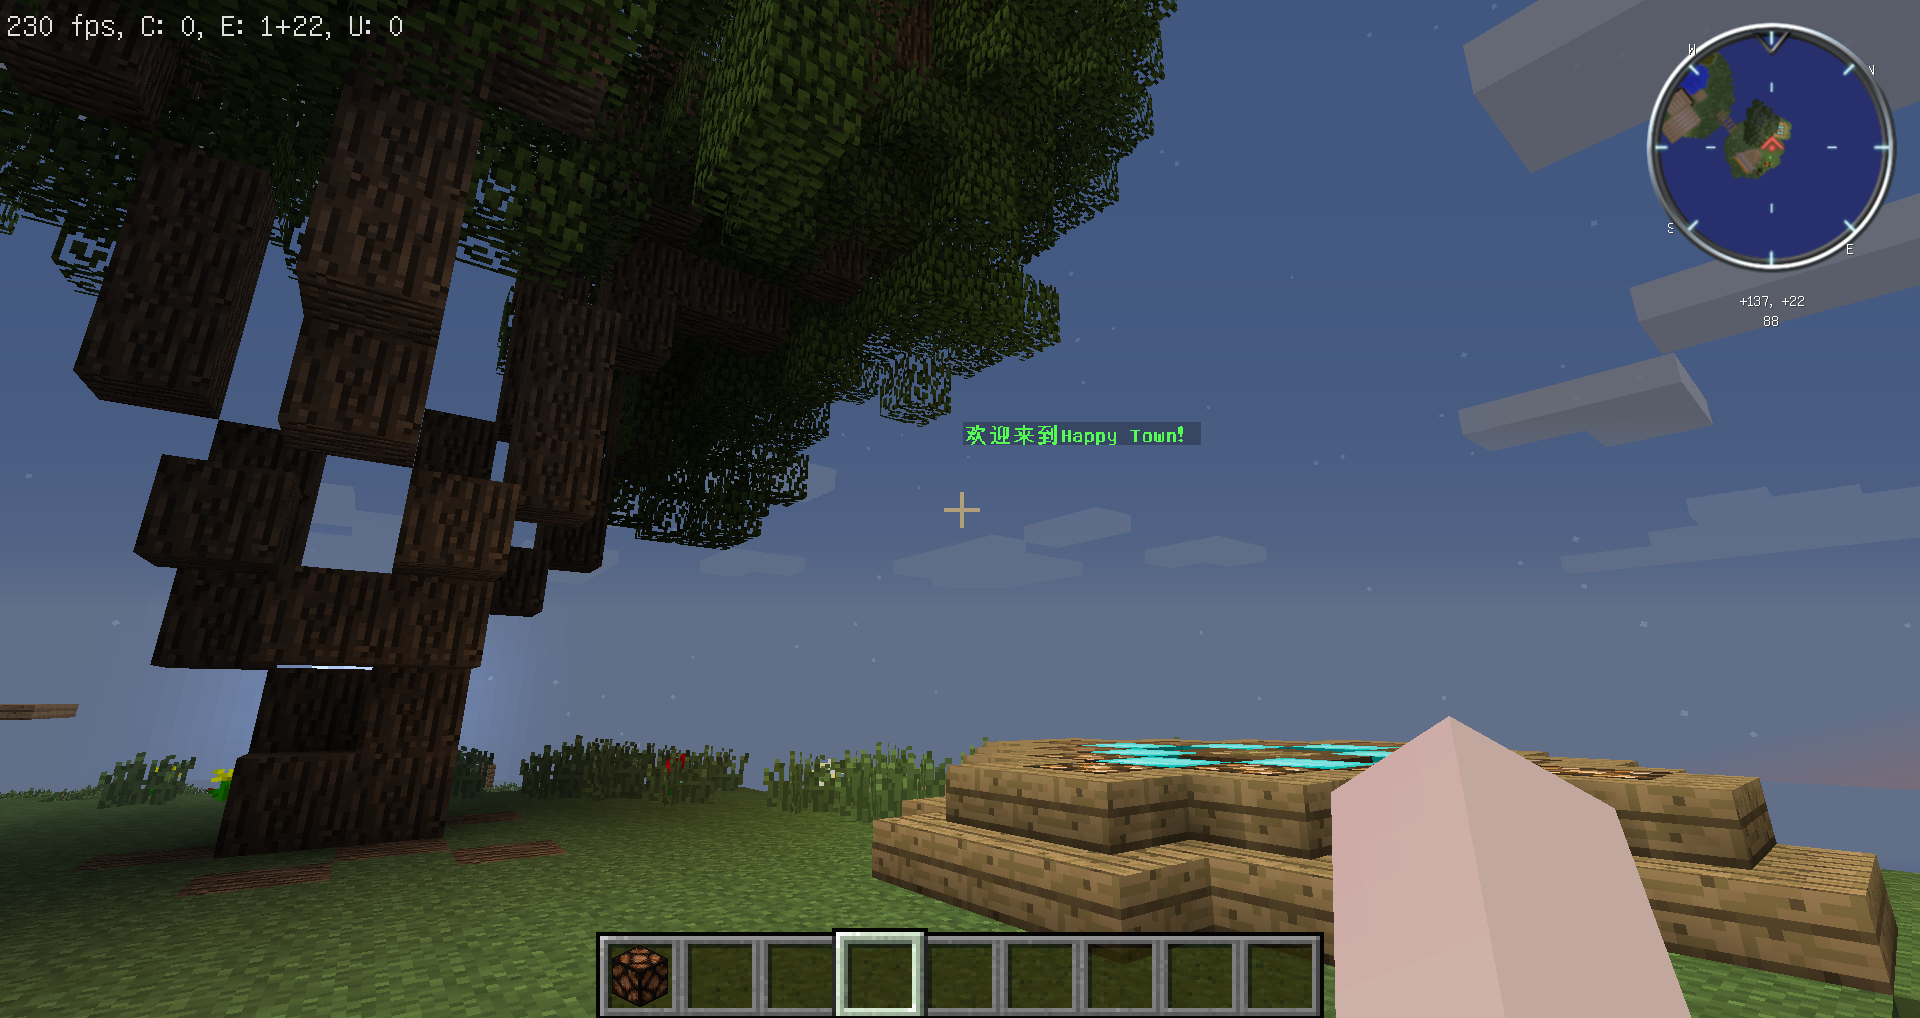 230 fps, C: 0, E: 1+22, U: 0
W
N
S
E
+137, +22
88
欢迎来到Happy Town!